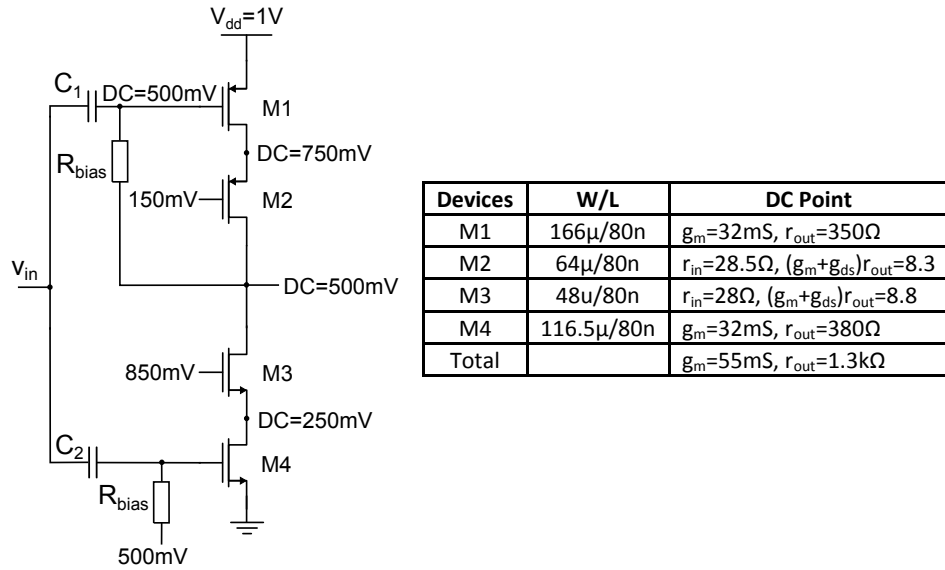 V_dd=1V
C_1
DC=500mV
M1
R_bias
DC=750mV
150mV
M2
v_in
DC=500mV
850mV
M3
DC=250mV
C_2
M4
R_bias
500mV
Devices W/L DC Point
M1 166µ/80n g_m=32mS, r_out=350Ω
M2 64µ/80n r_in=28.5Ω, (g_m+g_ds)r_out=8.3
M3 48u/80n r_in=28Ω, (g_m+g_ds)r_out=8.8
M4 116.5µ/80n g_m=32mS, r_out=380Ω
Total g_m=55mS, r_out=1.3kΩ